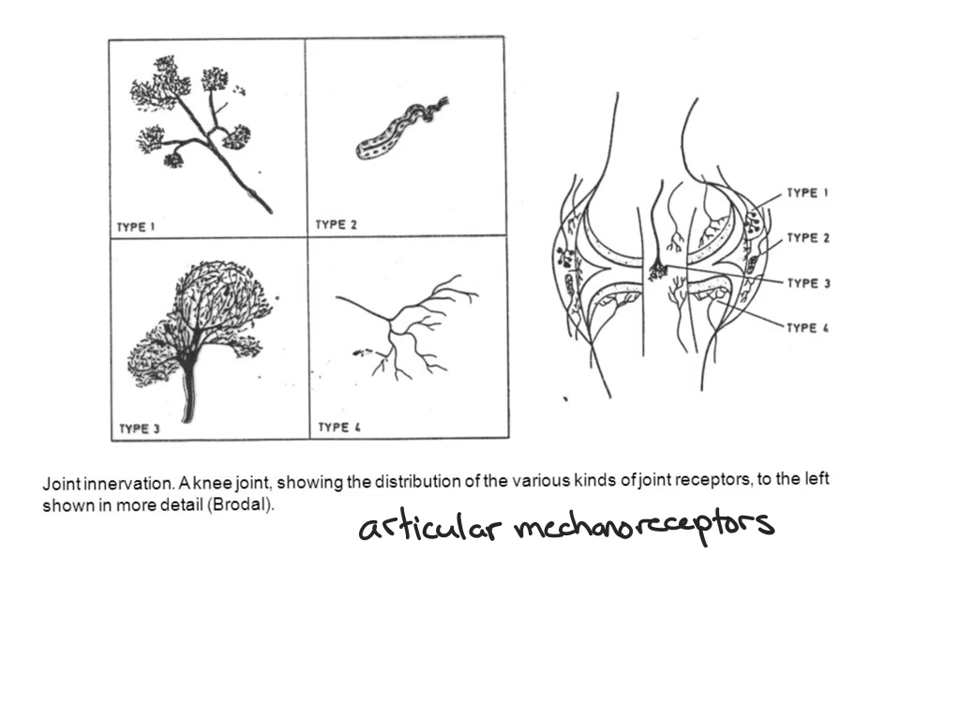 TYPE 1
TYPE 2
TYPE 3
TYPE 4
TYPE 1
TYPE 2
TYPE 3
TYPE 4
Joint innervation. A knee joint, showing the distribution of the various kinds of joint receptors, to the left
shown in more detail (Brodal).
articular mechanoreceptors